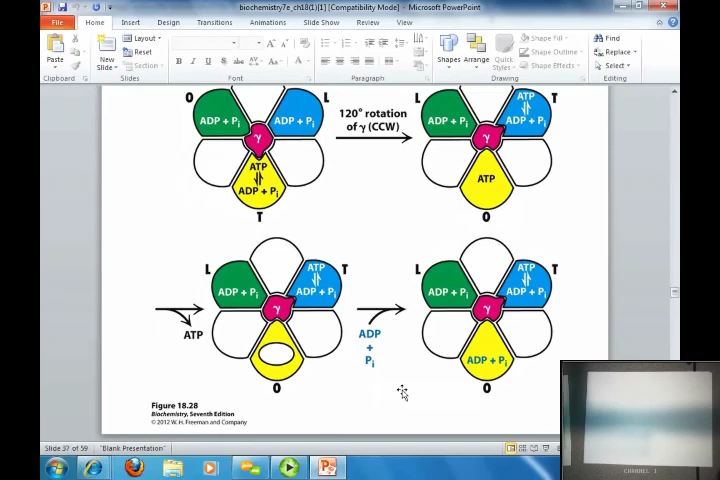 biochemistry7e_ch18(1)[1] [Compatibility Mode] - PowerPoint
File Home Insert Design Transitions Animations Slide Show Review View
Paste
New Slide
Layout
Reset
Section
Shapes
Arrange
Quick Styles
Shape Fill
Shape Outline
Shape Effects
Find
Replace
Select
Clipboard Slides Font Paragraph Drawing Editing
O L
ADP + Pi ADP + Pi
γ
ATP
ADP + Pi
T
120° rotation
of γ (CCW)
L T
ADP + Pi
ATP
ADP + Pi
γ
ATP
O
ATP
L T
ADP + Pi
ATP
ADP + Pi
γ
O
ADP
+
Pi
L T
ADP + Pi
ATP
ADP + Pi
γ
ADP + Pi
O
Figure 18.28
Biochemistry, Seventh Edition
© 2012 W. H. Freeman and Company
Slide 37 of 59 "Blank Presentation"
CHANNEL 1